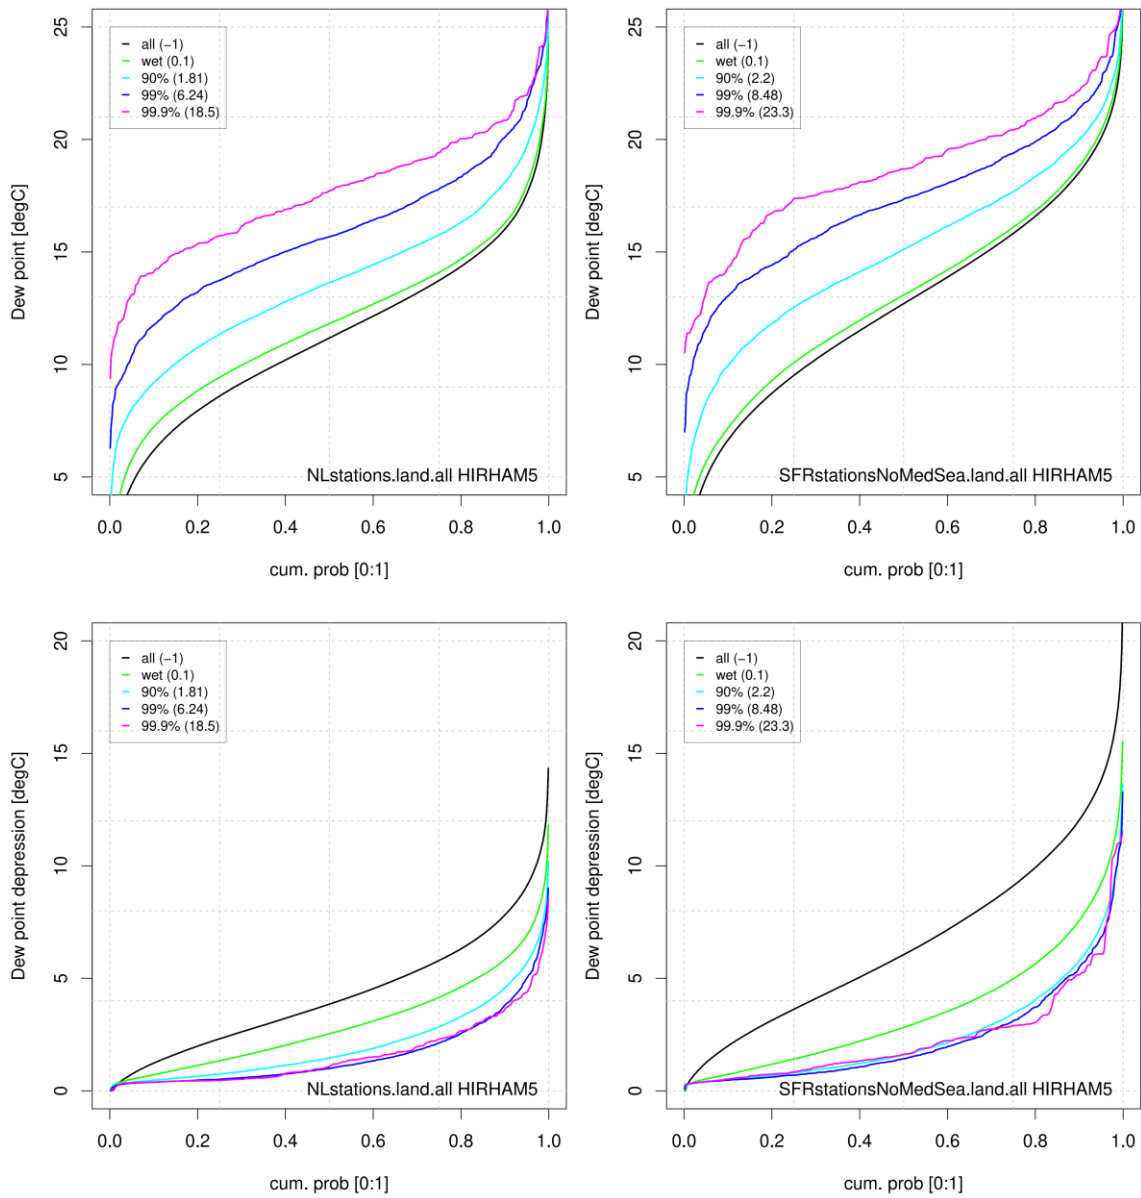 Dew point [degC]
25
20
15
10
5
all (−1)
wet (0.1)
90% (1.81)
99% (6.24)
99.9% (18.5)
NLstations.land.all HIRHAM5
0.0 0.2 0.4 0.6 0.8 1.0
cum. prob [0:1]
Dew point [degC]
25
20
15
10
5
all (−1)
wet (0.1)
90% (2.2)
99% (8.48)
99.9% (23.3)
SFRstationsNoMedSea.land.all HIRHAM5
0.0 0.2 0.4 0.6 0.8 1.0
cum. prob [0:1]
Dew point depression [degC]
20
15
10
5
0
all (−1)
wet (0.1)
90% (1.81)
99% (6.24)
99.9% (18.5)
NLstations.land.all HIRHAM5
0.0 0.2 0.4 0.6 0.8 1.0
cum. prob [0:1]
Dew point depression [degC]
20
15
10
5
0
all (−1)
wet (0.1)
90% (2.2)
99% (8.48)
99.9% (23.3)
SFRstationsNoMedSea.land.all HIRHAM5
0.0 0.2 0.4 0.6 0.8 1.0
cum. prob [0:1]